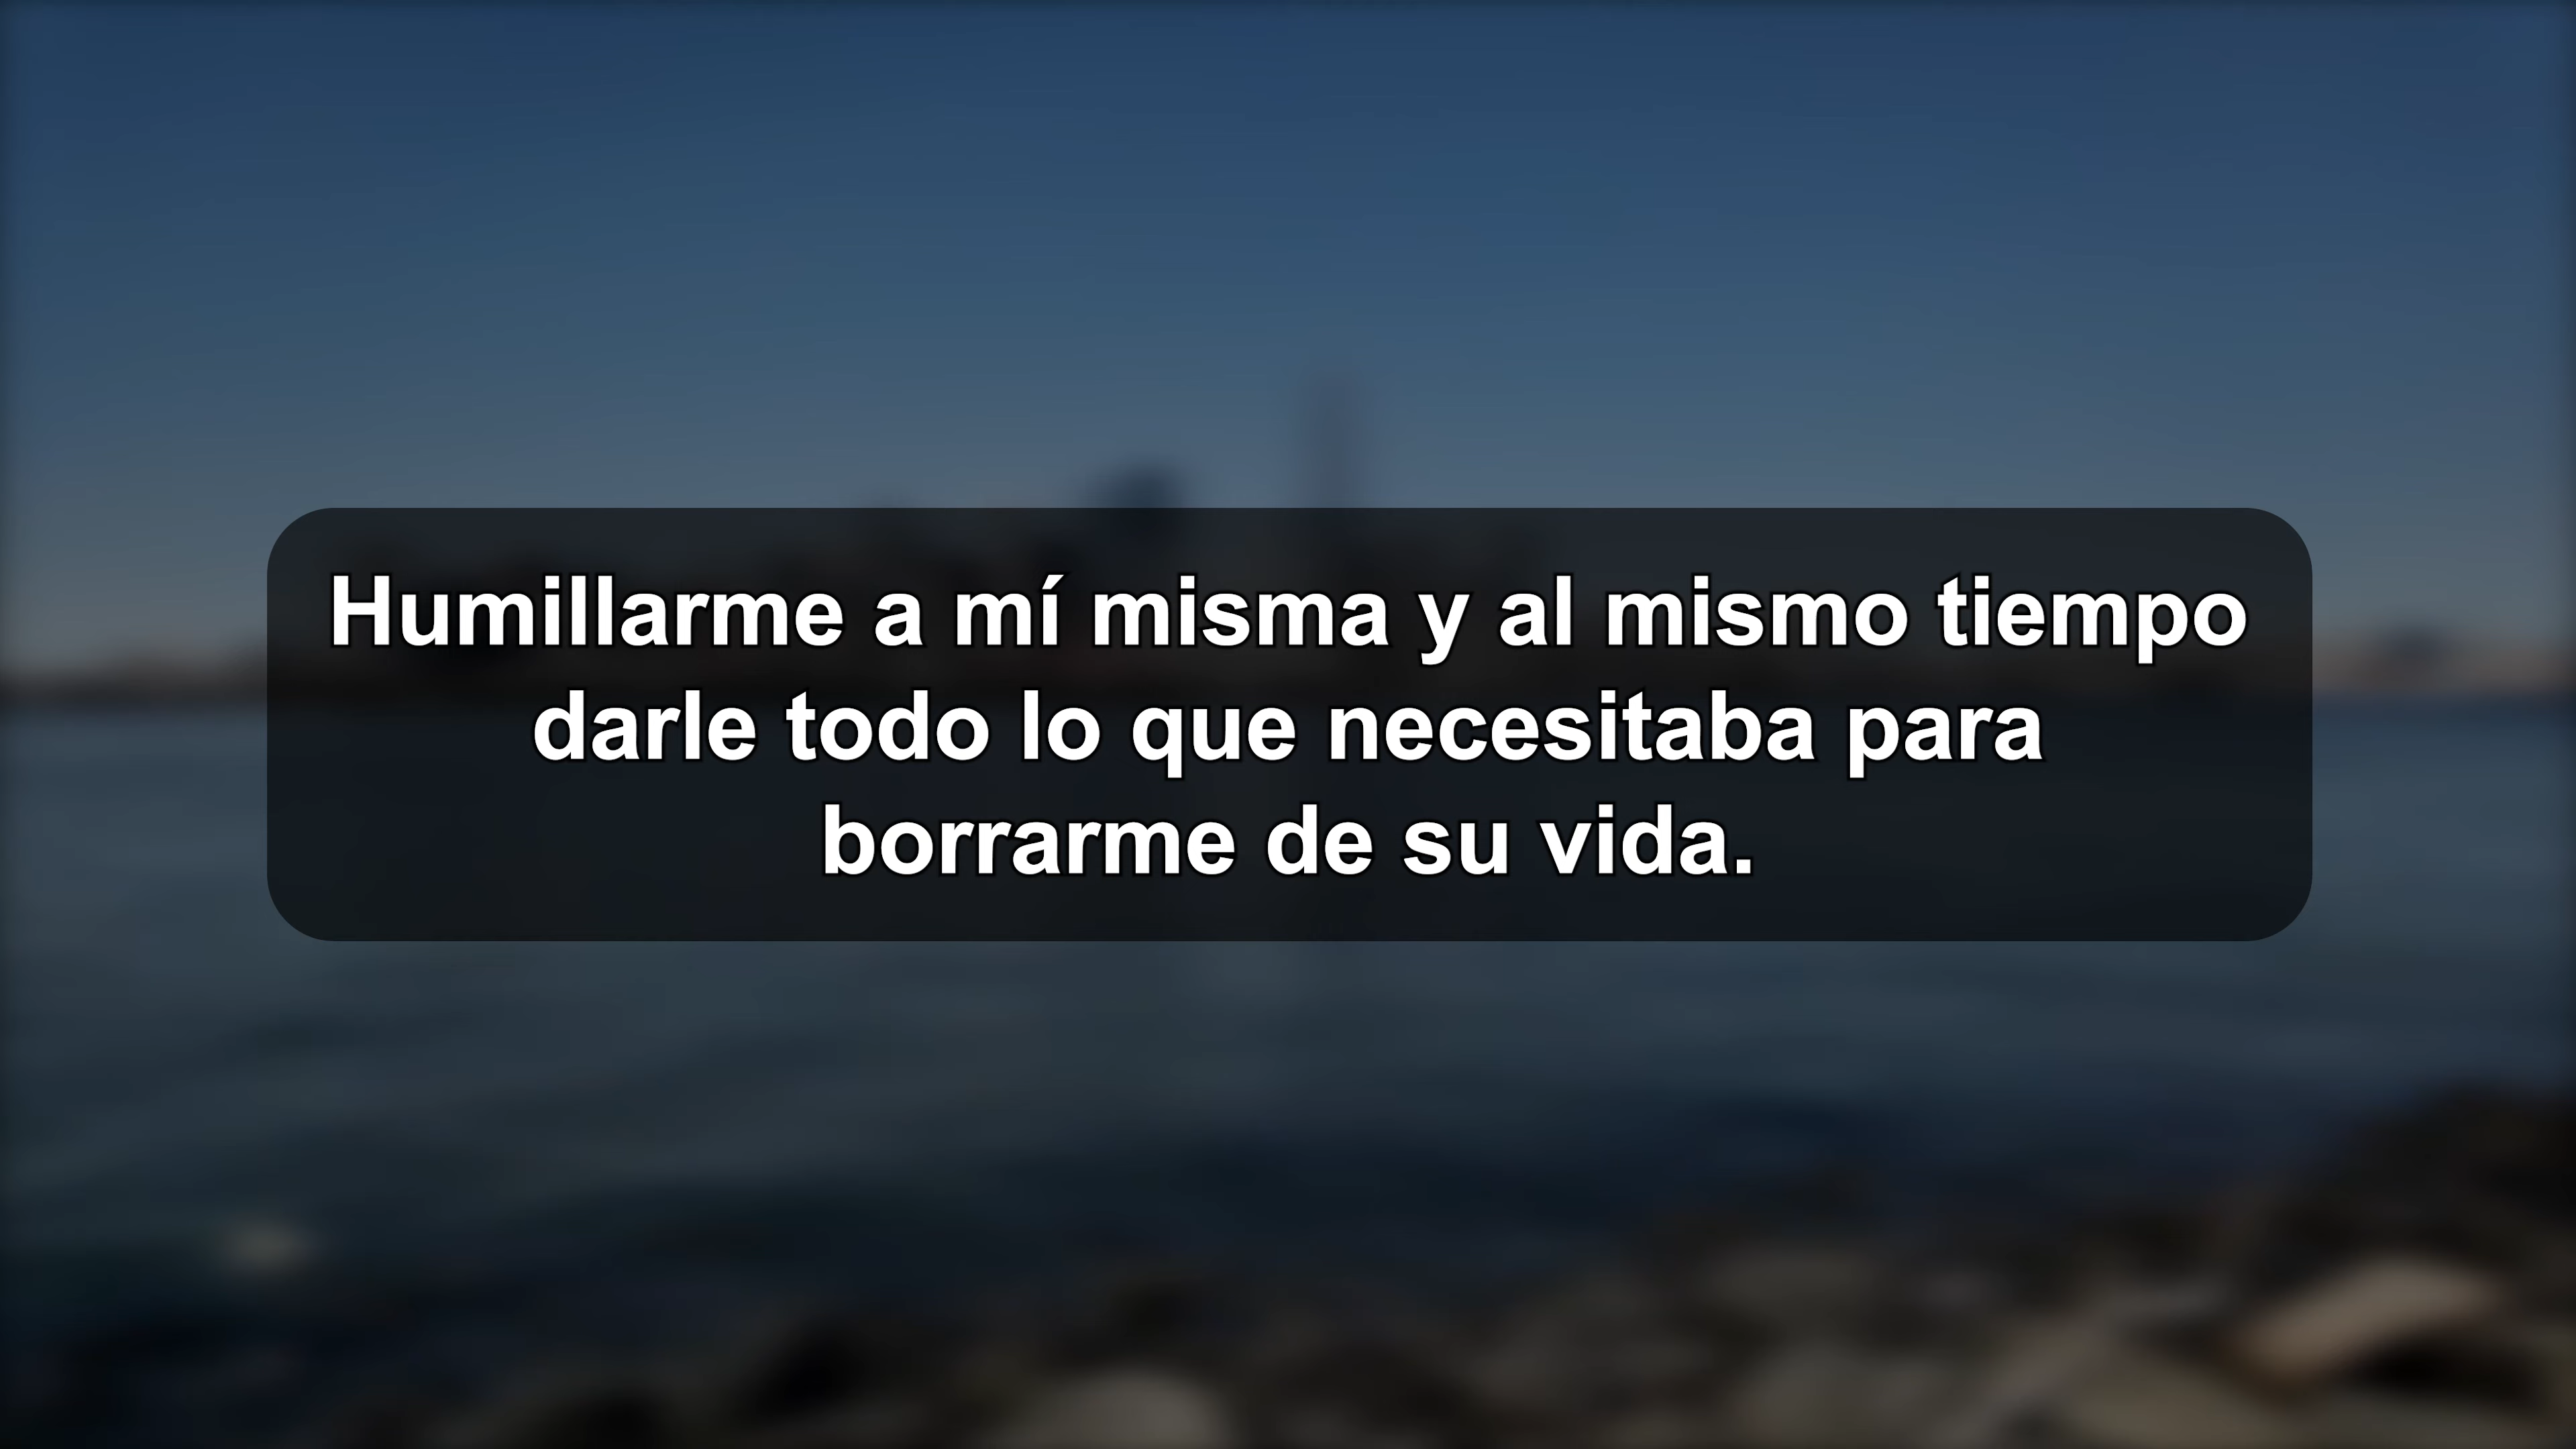 Humillarme a mí misma y al mismo tiempo
darle todo lo que necesitaba para
borrarme de su vida.